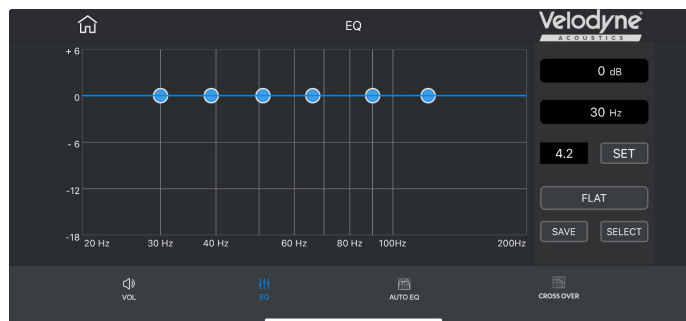 EQ
Velodyne
ACOUSTICS
+ 6
0
- 6
-12
-18
20 Hz 30 Hz 40 Hz 60 Hz 80 Hz 100Hz 200Hz
0 dB
30 Hz
4.2 SET
FLAT
SAVE SELECT
VOL EQ AUTO EQ CROSS OVER